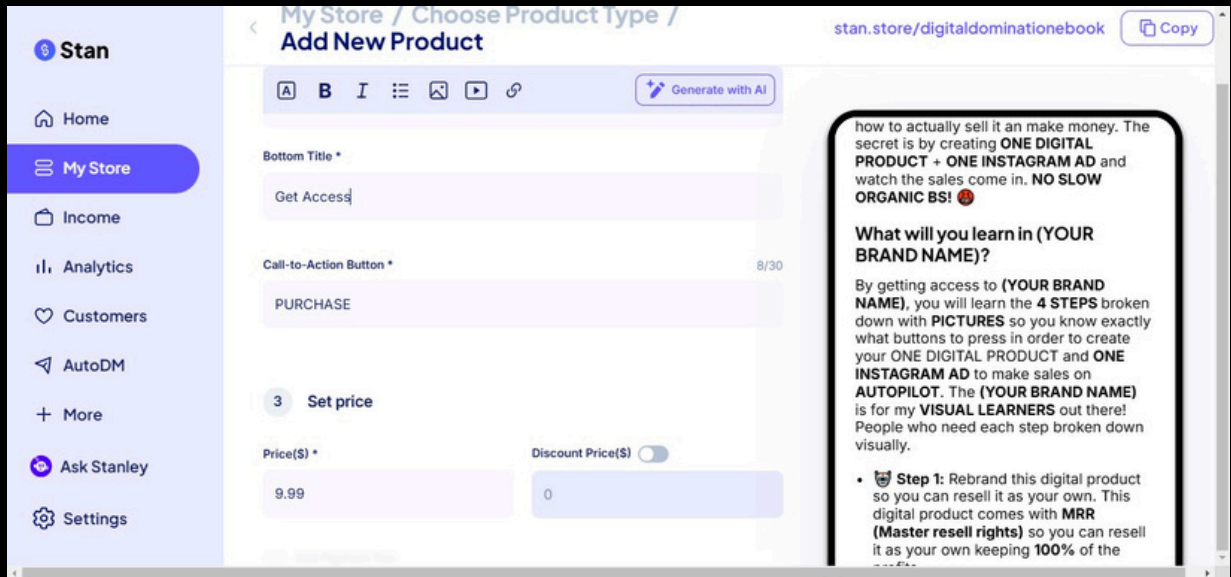 Stan
Home
My Store
Income
Analytics
Customers
AutoDM
More
Ask Stanley
Settings
My Store / Choose Product Type /
Add New Product
stan.store/digitaldominationebook
Copy
A B I
Generate with AI
Bottom Title *
Get Access
Call-to-Action Button *
8/30
PURCHASE
3 Set price
Price($) *
Discount Price($)
9.99
0
how to actually sell it an make money. The
secret is by creating ONE DIGITAL
PRODUCT + ONE INSTAGRAM AD and
watch the sales come in. NO SLOW
ORGANIC BS! 🤬
What will you learn in (YOUR
BRAND NAME)?
By getting access to (YOUR BRAND
NAME), you will learn the 4 STEPS broken
down with PICTURES so you know exactly
what buttons to press in order to create
your ONE DIGITAL PRODUCT and ONE
INSTAGRAM AD to make sales on
AUTOPILOT. The (YOUR BRAND NAME)
is for my VISUAL LEARNERS out there!
People who need each step broken down
visually.
• Step 1: Rebrand this digital product
so you can resell it as your own. This
digital product comes with MRR
(Master resell rights) so you can resell
it as your own keeping 100% of the